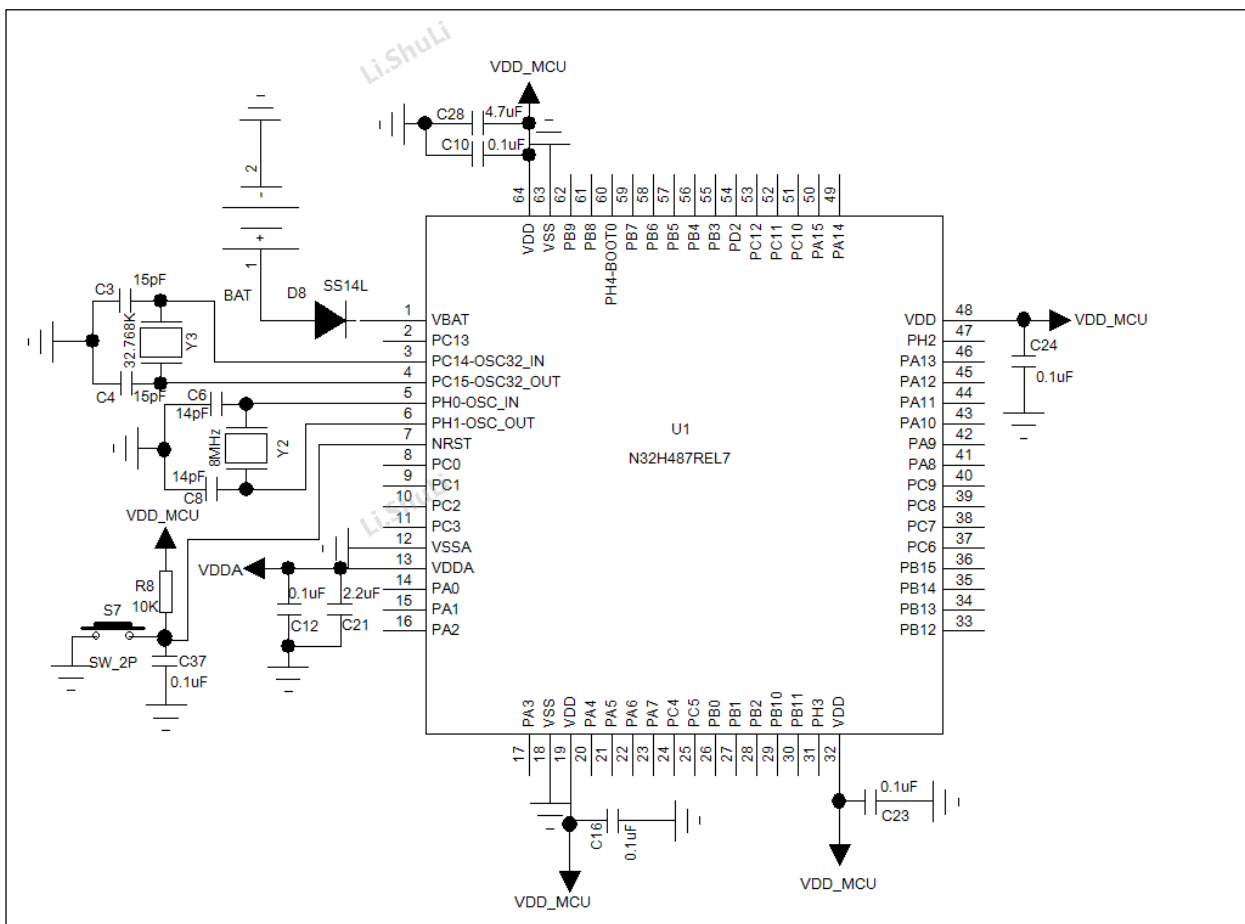 Li.ShuLi
VDD_MCU
C28
4.7uF
C10
0.1uF
2
-
+
1
BAT
D8
SS14L
64
63
62
61
60
59
58
57
56
55
54
53
52
51
50
49
VDD
VSS
PB9
PB8
PH4-BOOT0
PB7
PB6
PB5
PB4
PB3
PD2
PC12
PC11
PC10
PA15
PA14
C3
15pF
32.768K
Y3
C4
15pF
C6
14pF
8MHz
Y2
14pF
C8
1 VBAT
2 PC13
3 PC14-OSC32_IN
4 PC15-OSC32_OUT
5 PH0-OSC_IN
6 PH1-OSC_OUT
7 NRST
8 PC0
9 PC1
10 PC2
11 PC3
12 VSSA
13 VDDA
14 PA0
15 PA1
16 PA2
U1
N32H487REL7
VDD 48
PH2 47
PA13 46
PA12 45
PA11 44
PA10 43
PA9 42
PA8 41
PC9 40
PC8 39
PC7 38
PC6 37
PB15 36
PB14 35
PB13 34
PB12 33
VDD_MCU
C24
0.1uF
Li.ShuLi
VDD_MCU
R8
10K
S7
SW_2P
C37
0.1uF
VDDA
0.1uF
C12
2.2uF
C21
PA3
VSS
VDD
PA4
PA5
PA6
PA7
PC4
PC5
PB0
PB1
PB2
PB10
PB11
PH3
VDD
17
18
19
20
21
22
23
24
25
26
27
28
29
30
31
32
C16
0.1uF
VDD_MCU
0.1uF
C23
VDD_MCU